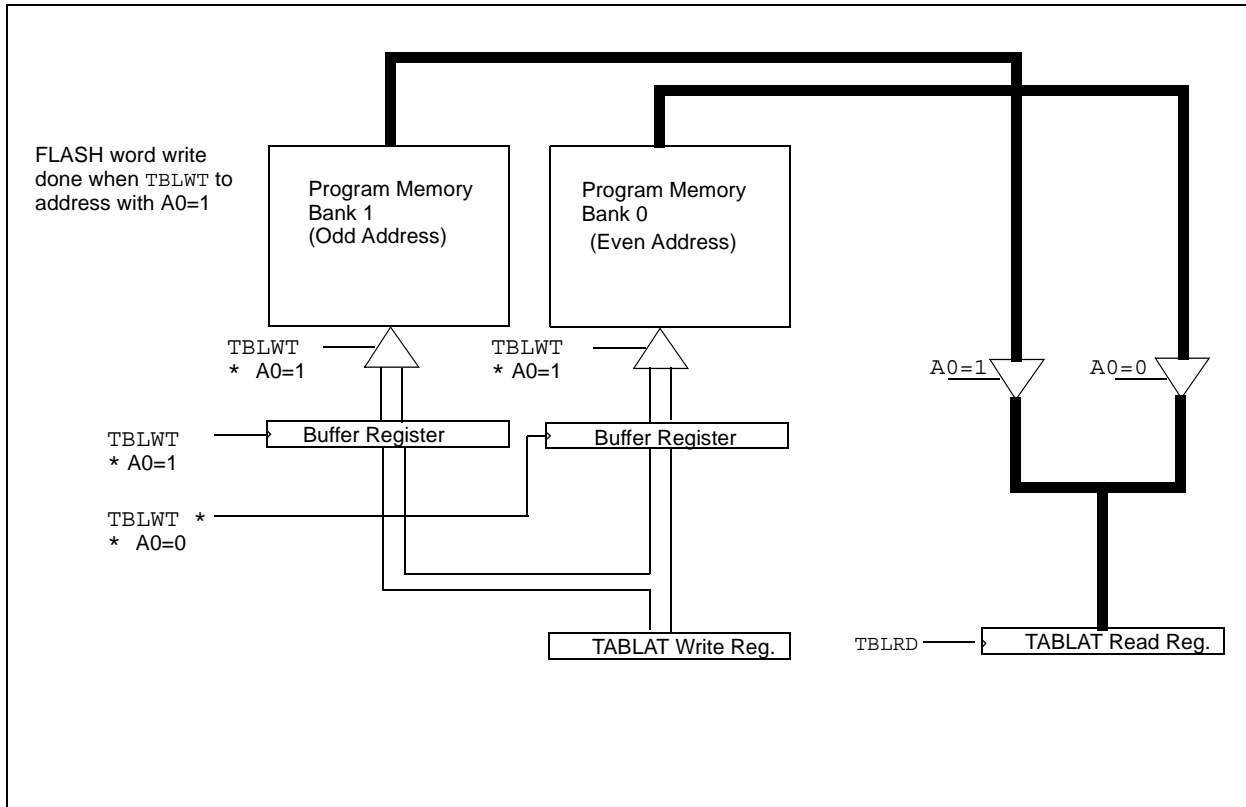 FLASH word write
done when TBLWT to
address with A0=1
Program Memory
Bank 1
(Odd Address)
Program Memory
Bank 0
(Even Address)
TBLWT
* A0=1
TBLWT
* A0=1
A0=1
A0=0
TBLWT
* A0=1
Buffer Register
Buffer Register
TBLWT *
* A0=0
TABLAT Write Reg.
TBLRD
TABLAT Read Reg.